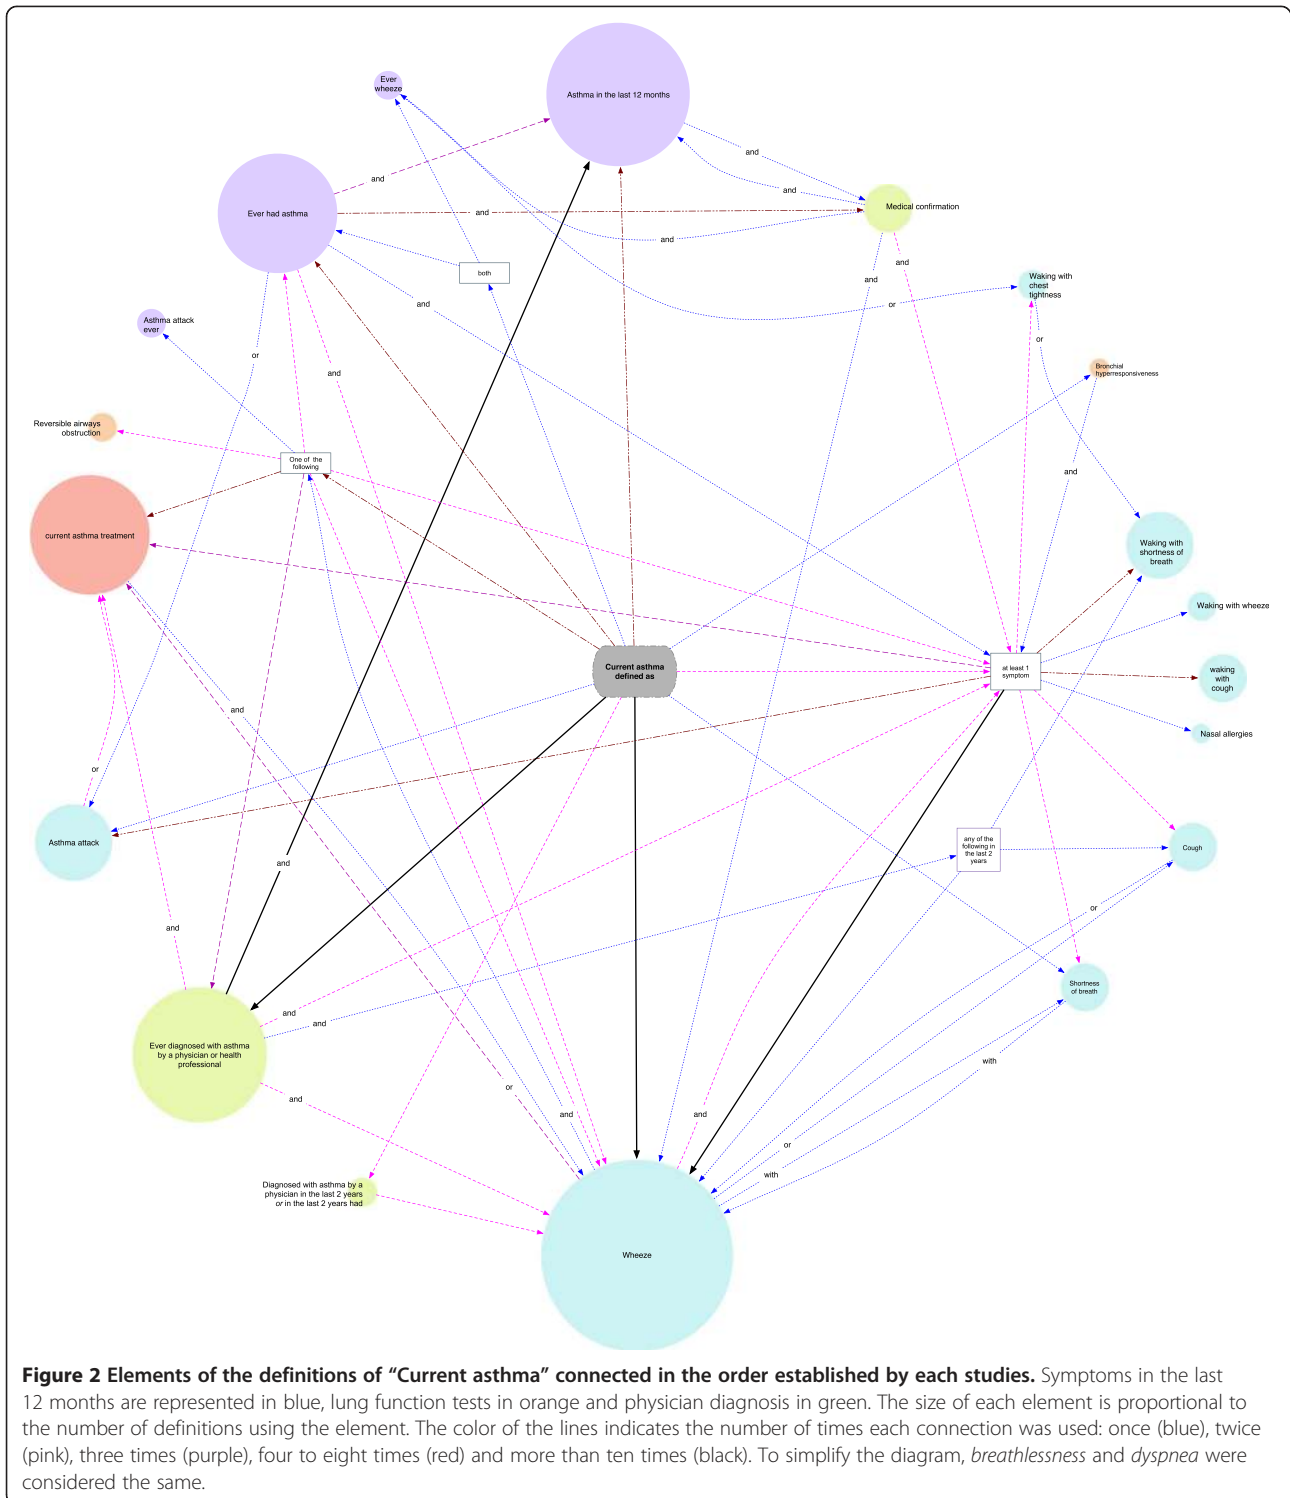 Ever
wheeze
Asthma in the last 12 months
and
and
and
Ever had asthma
and
Medical confirmation
and
and
and
both
Waking with
chest
tightness
and
or
Asthma attack
ever
or
or
and
Bronchial
hyperresponsiveness
Reversible airways
obstruction
One of the
following
and
current asthma treatment
Waking with
shortness of
breath
Waking with wheeze
Current asthma
defined as
at least 1
symptom
waking
with
cough
and
Nasal allergies
or
Asthma attack
any of the
following in
the last 2
years
Cough
and
or
and
Shortness
of breath
and
and
Ever diagnosed with asthma
by a physician or health
professional
with
or
and
and
and
or
with
Diagnosed with asthma by a
physician in the last 2 years
or in the last 2 years had
Wheeze
Figure 2 Elements of the definitions of “Current asthma” connected in the order established by each studies. Symptoms in the last
12 months are represented in blue, lung function tests in orange and physician diagnosis in green. The size of each element is proportional to
the number of definitions using the element. The color of the lines indicates the number of times each connection was used: once (blue), twice
(pink), three times (purple), four to eight times (red) and more than ten times (black). To simplify the diagram, breathlessness and dyspnea were
considered the same.